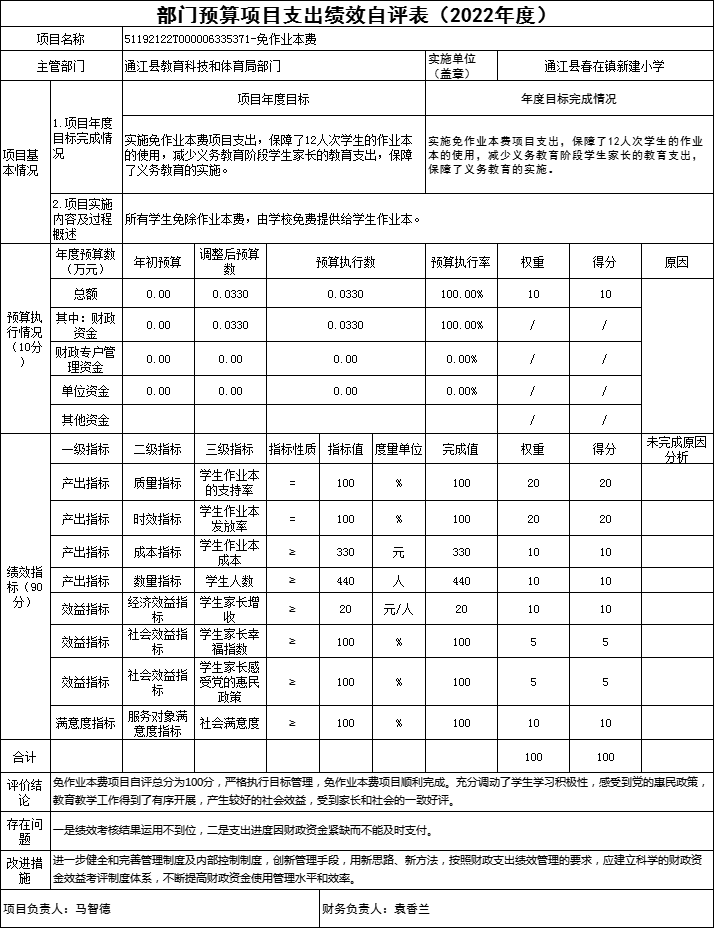 部门预算项目支出绩效自评表（2022年度）
项目名称 51192122T000006335371-免作业本费
主管部门 通江县教育科技和体育局部门 实施单位（盖章） 通江县春在镇新建小学
项目基本情况 1.项目年度目标完成情况 项目年度目标 年度目标完成情况
实施免作业本费项目支出，保障了12人次学生的作业本
的使用，减少义务教育阶段学生家长的教育支出，保障
了义务教育的实施。
实施免作业本费项目支出，保障了12人次学生的作业
本的使用，减少义务教育阶段学生家长的教育支出，
保障了义务教育的实施．
2.项目实施内容及过程概述 所有学生免除作业本费，由学校免费提供给学生作业本。
预算执行情况（10分） 年度预算数（万元） 年初预算 调整后预算数 预算执行数 预算执行率 权重 得分 原因
总额 0.00 0.0330 0.0330 100.00% 10 10
其中：财政资金 0.00 0.0330 0.0330 100.00% / /
财政专户管理资金 0.00 0.00 0.00 0.00% / /
单位资金 0.00 0.00 0.00 0.00% / /
其他资金 / /
绩效指标（90分） 一级指标 二级指标 三级指标 指标性质 指标值 度量单位 完成值 权重 得分 未完成原因分析
产出指标 质量指标 学生作业本的支持率 = 100 % 100 20 20
产出指标 时效指标 学生作业本发放率 = 100 % 100 20 20
产出指标 成本指标 学生作业本成本 ≥ 330 元 330 10 10
产出指标 数量指标 学生人数 ≥ 440 人 440 10 10
效益指标 经济效益指标 学生家长增收 ≥ 20 元/人 20 10 10
效益指标 社会效益指标 学生家长幸福指数 ≥ 100 % 100 5 5
效益指标 社会效益指标 学生家长感受党的惠民政策 ≥ 100 % 100 5 5
满意度指标 服务对象满意度指标 社会满意度 ≥ 100 % 100 10 10
合计 100 100
评价结论 免作业本费项目自评总分为100分，严格执行目标管理，免作业本费项目顺利完成。充分调动了学生学习积极性，感受到党的惠民政策，
教育教学工作得到了有序开展，产生较好的社会效益，受到家长和社会的一致好评。
存在问题 一是绩效考核结果运用不到位，二是支出进度因财政资金紧缺而不能及时支付。
改进措施 进一步健全和完善管理制度及内部控制制度，创新管理手段，用新思路、新方法，按照财政支出绩效管理的要求，应建立科学的财政资
金效益考评制度体系，不断提高财政资金使用管理水平和效率。
项目负责人：马智德 财务负责人：袁香兰